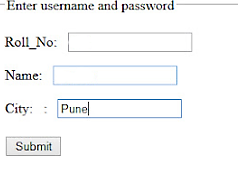 Enter username and password
Roll_No:
Name:
City: : Pune
Submit